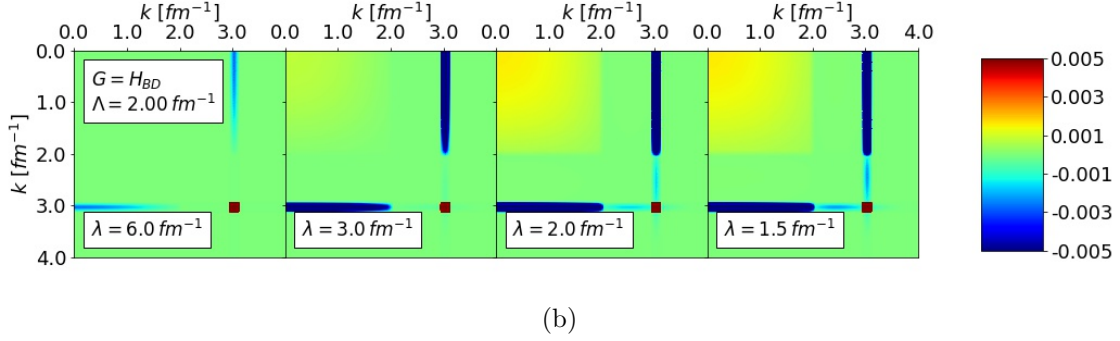 k [fm⁻¹] k [fm⁻¹] k [fm⁻¹] k [fm⁻¹]
0.0 1.0 2.0 3.0 0.0 1.0 2.0 3.0 0.0 1.0 2.0 3.0 0.0 1.0 2.0 3.0 4.0
k [fm⁻¹]
0.0
1.0
2.0
3.0
4.0
G = H_BD
Λ = 2.00 fm⁻¹
λ = 6.0 fm⁻¹
λ = 3.0 fm⁻¹
λ = 2.0 fm⁻¹
λ = 1.5 fm⁻¹
0.005
0.003
0.001
-0.001
-0.003
-0.005
(b)